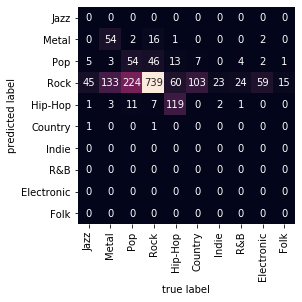 Jazz 0 0 0 0 0 0 0 0 0 0
Metal 0 54 2 16 1 0 0 0 2 0
Pop 5 3 54 46 13 7 0 4 2 1
Rock 45 133 224 739 60 103 23 24 59 15
Hip-Hop 1 3 11 7 119 0 2 1 0 0
Country 1 0 0 1 0 0 0 0 0 0
Indie 0 0 0 0 0 0 0 0 0 0
R&B 0 0 0 0 0 0 0 0 0 0
Electronic 0 0 0 0 0 0 0 0 0 0
Folk 0 0 0 0 0 0 0 0 0 0
predicted label
Jazz Metal Pop Rock Hip-Hop Country Indie R&B Electronic Folk
true label